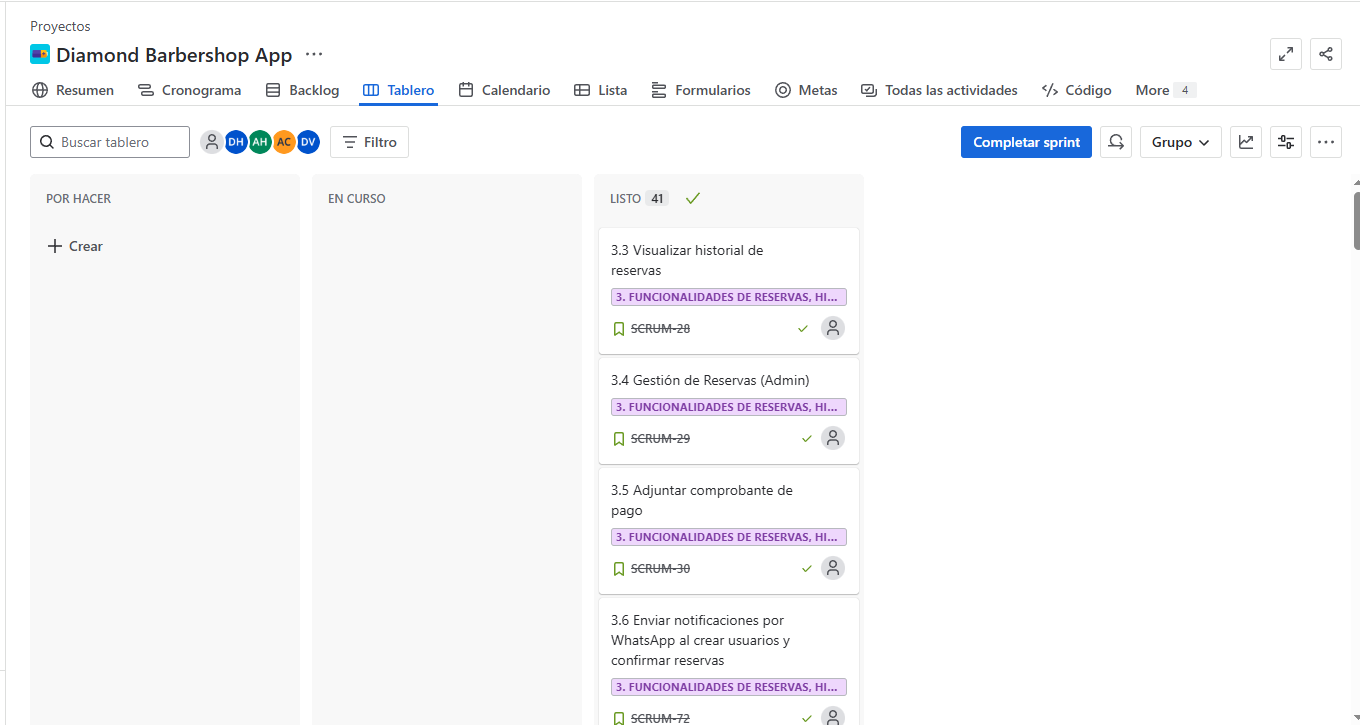 Proyectos
Diamond Barbershop App
Resumen Cronograma Backlog Tablero Calendario Lista Formularios Metas Todas las actividades Código More 4
Buscar tablero DH AH AC DV Filtro Completar sprint Grupo
POR HACER EN CURSO LISTO 41
Crear
3.3 Visualizar historial de
reservas
3. FUNCIONALIDADES DE RESERVAS, HI...
SCRUM-28
3.4 Gestión de Reservas (Admin)
3. FUNCIONALIDADES DE RESERVAS, HI...
SCRUM-29
3.5 Adjuntar comprobante de
pago
3. FUNCIONALIDADES DE RESERVAS, HI...
SCRUM-30
3.6 Enviar notificaciones por
WhatsApp al crear usuarios y
confirmar reservas
3. FUNCIONALIDADES DE RESERVAS, HI...
SCRUM-72